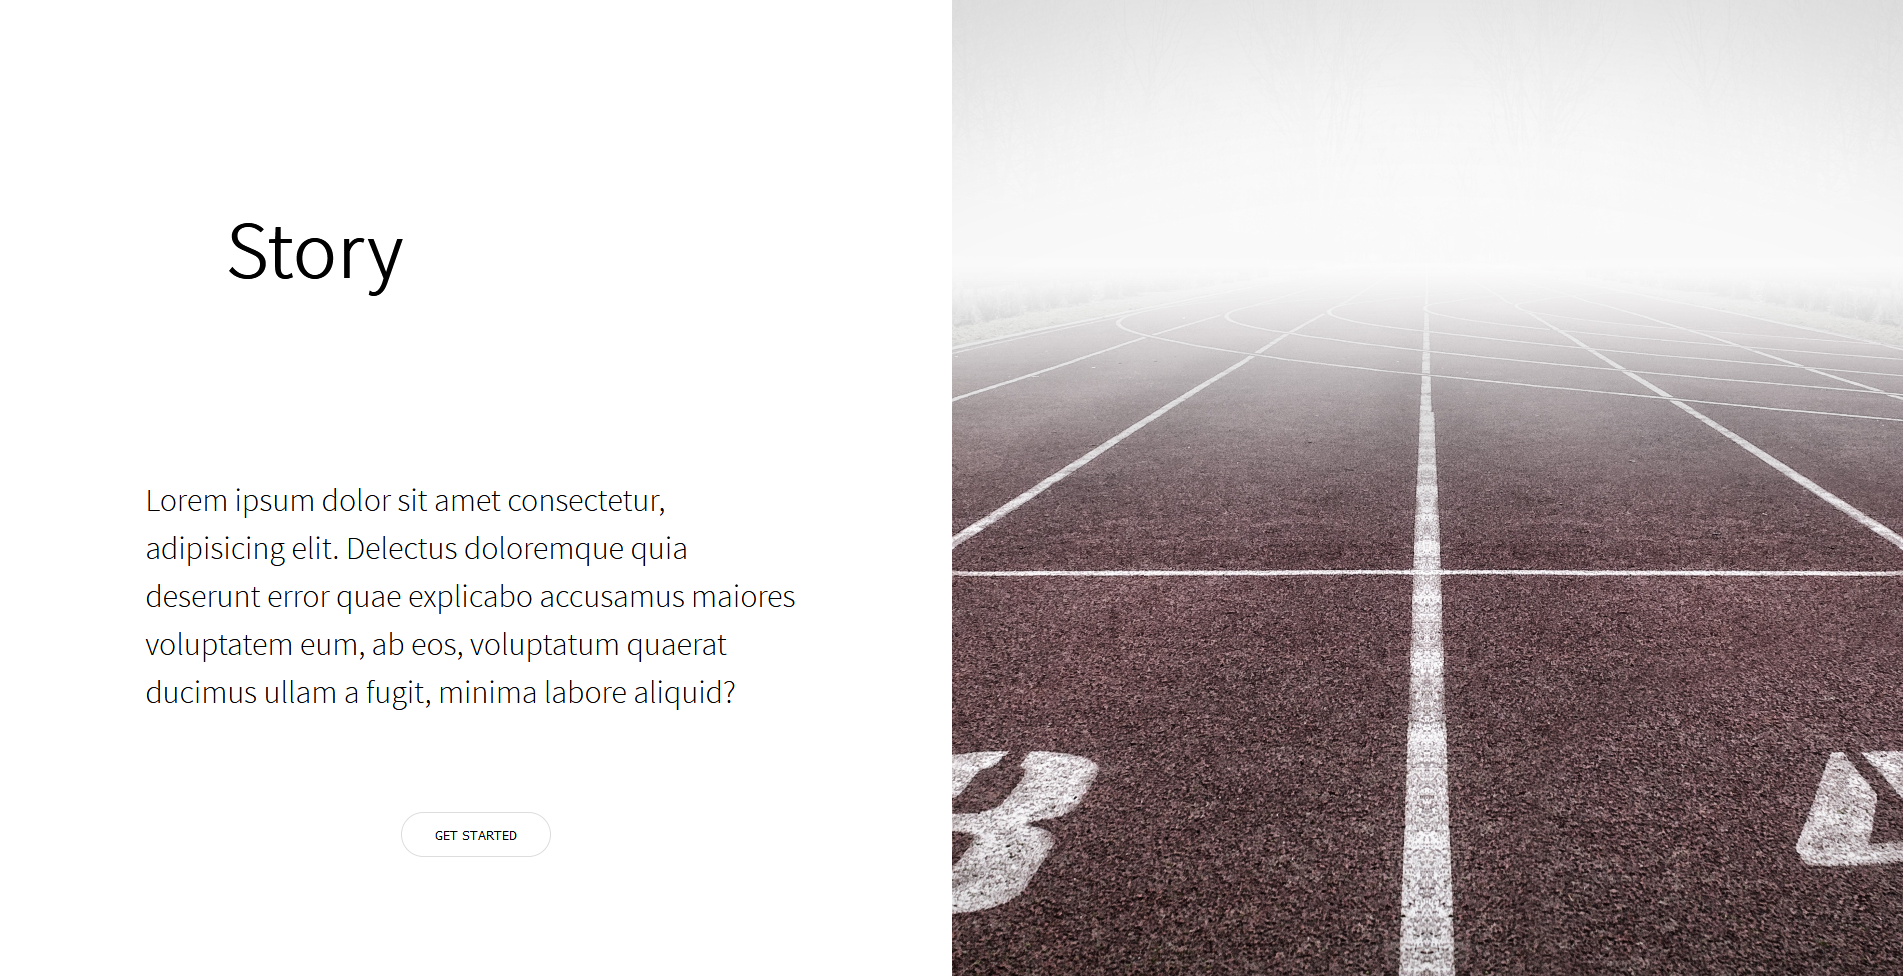 Story
Lorem ipsum dolor sit amet consectetur,
adipisicing elit. Delectus doloremque quia
deserunt error quae explicabo accusamus maiores
voluptatem eum, ab eos, voluptatum quaerat
ducimus ullam a fugit, minima labore aliquid?
GET STARTED